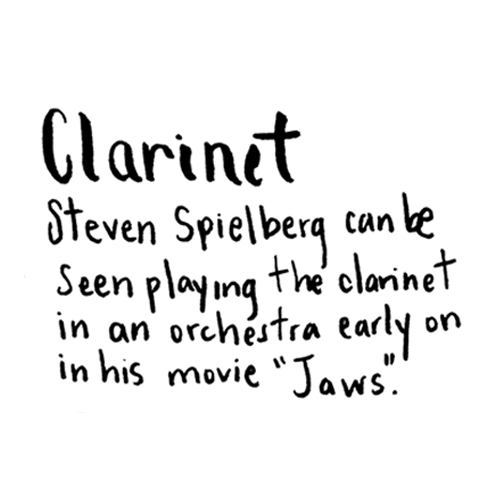 Clarinet
Steven Spielberg can be
seen playing the clarinet
in an orchestra early on
in his movie "Jaws".